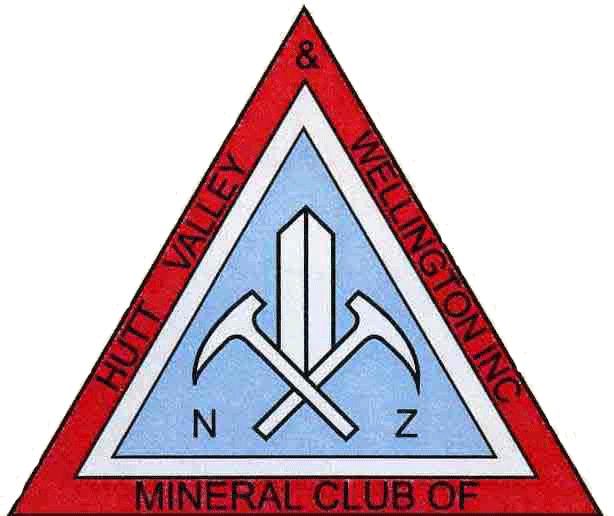 &
HUTT VALLEY
WELLINGTON INC
N Z
MINERAL CLUB OF